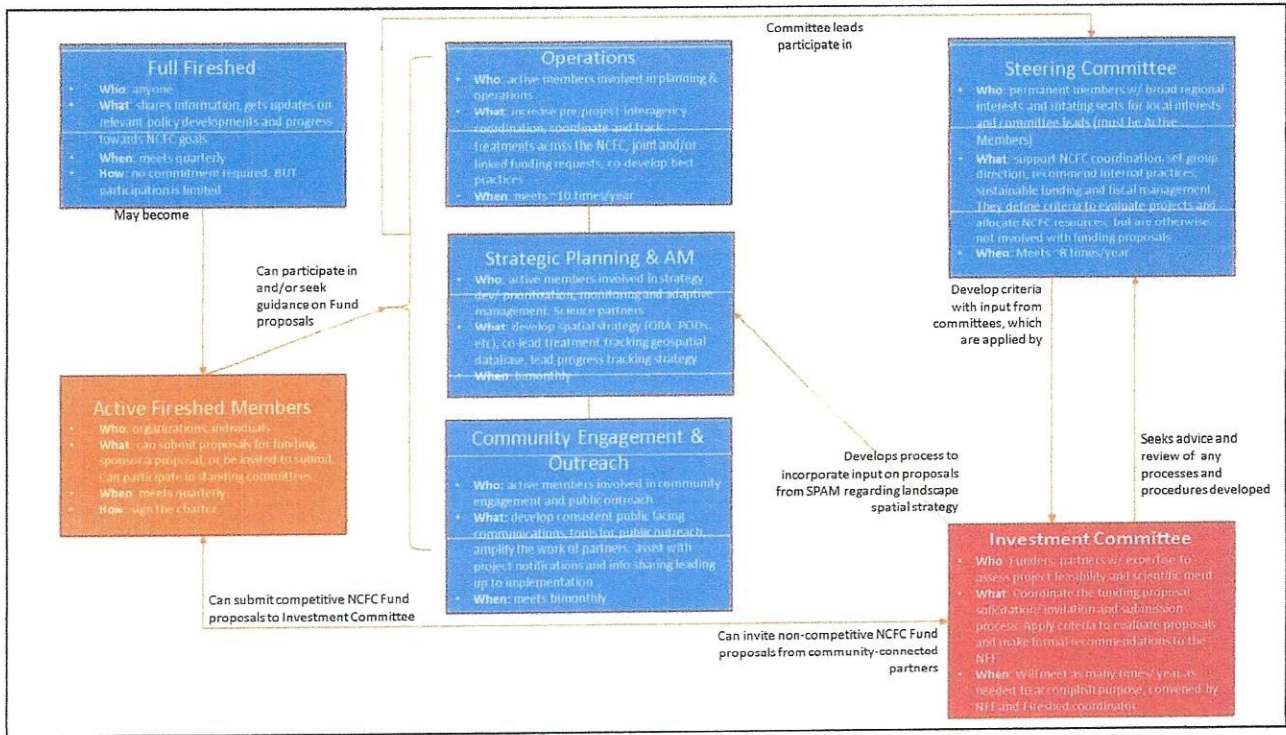 Committee leads
participate in
Full Fireshed
• Who: anyone
• What: shares information, gets updates on
relevant policy developments and progress
towards NCFC goals
• When: meets quarterly
• How: no commitment required, BUT
participation is limited
Operations
• Who: active members involved in planning &
operations
• What: increase pre-project interagency
coordination, coordinate and track
treatments across the NCFC, joint and/or
linked funding requests, co-develop best
practices
• When: meets ~10 times/year
Steering Committee
• Who: permanent members w/ broad regional
interests and rotating seats for local interests
and committee leads (must be Active
Members)
• What: support NCFC coordination, set group
direction, recommend internal practices,
sustainable funding and fiscal management.
They define criteria to evaluate projects and
allocate NCFC resources, but are otherwise
not involved with funding proposals
• When: Meets ~8 times/year
May become
Can participate in
and/or seek
guidance on Fund
proposals
Strategic Planning & AM
• Who: active members involved in strategy
dev/ prioritization, monitoring and adaptive
management. Science partners
• What: develop spatial strategy (QRA, PODs,
etc), co-lead treatment tracking geospatial
database, lead progress tracking strategy
• When: bimonthly
Develop criteria
with input from
committees, which
are applied by
Active Fireshed Members
• Who: organizations, individuals
• What: can submit proposals for funding,
sponsor a proposal, or be invited to submit.
Can participate in standing committees
• When: meets quarterly
• How: sign the charter
Community Engagement &
Outreach
• Who: active members involved in community
engagement and public outreach
• What: develop consistent public facing
communications, tools for public outreach,
amplify the work of partners, assist with
project notifications and info sharing leading
up to implementation
• When: meets bimonthly
Develops process to
incorporate input on proposals
from SPAM regarding landscape
spatial strategy
Seeks advice and
review of any
processes and
procedures developed
Investment Committee
• Who: Funders, partners w/ expertise to
assess project feasibility and scientific merit
• What: Coordinate the funding proposal
solicitation/ invitation and submission
process. Apply criteria to evaluate proposals
and make formal recommendations to the
NFF
• When: Will meet as many times/ year as
needed to accomplish purpose, convened by
NFF and Fireshed coordinator
Can submit competitive NCFC Fund
proposals to Investment Committee
Can invite non-competitive NCFC Fund
proposals from community-connected
partners